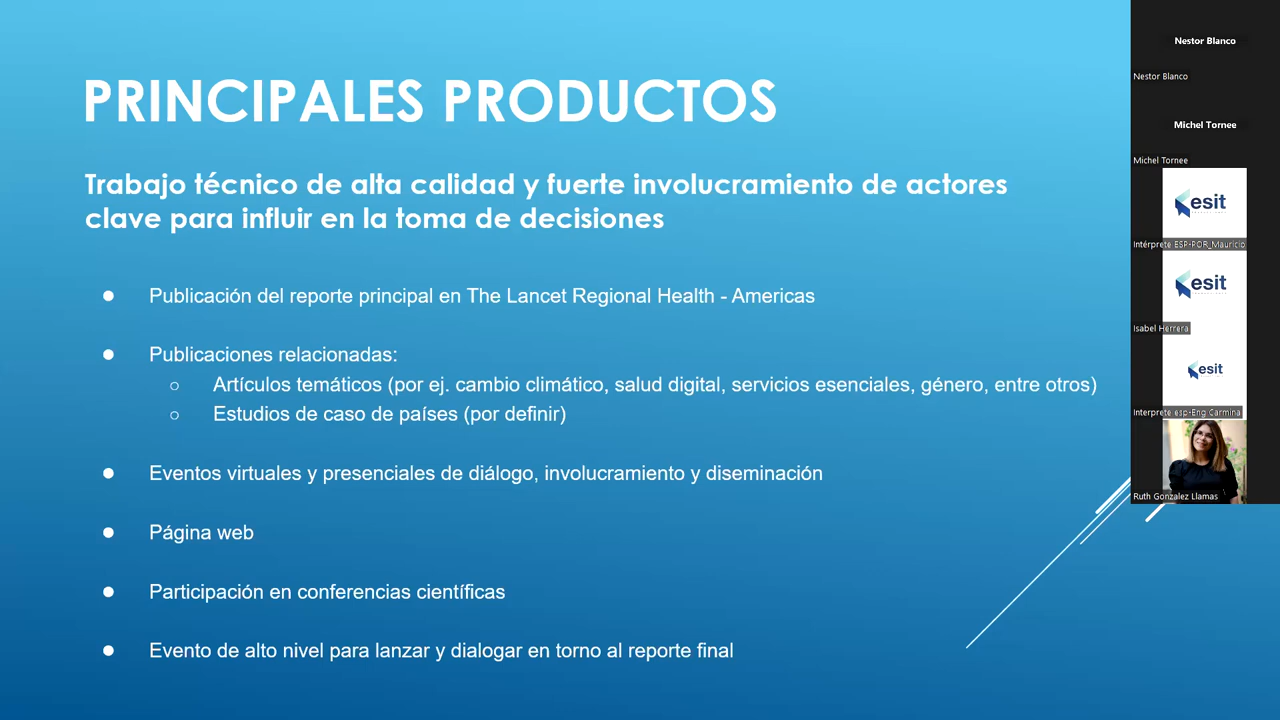 PRINCIPALES PRODUCTOS
Trabajo técnico de alta calidad y fuerte involucramiento de actores
clave para influir en la toma de decisiones
● Publicación del reporte principal en The Lancet Regional Health - Americas
● Publicaciones relacionadas:
○ Artículos temáticos (por ej. cambio climático, salud digital, servicios esenciales, género, entre otros)
○ Estudios de caso de países (por definir)
● Eventos virtuales y presenciales de diálogo, involucramiento y diseminación
● Página web
● Participación en conferencias científicas
● Evento de alto nivel para lanzar y dialogar en torno al reporte final
Nestor Blanco
Nestor Blanco
Michel Tornee
Michel Tornee
esit
Intérprete ESP-POR_Mauricio
esit
Isabel Herrera
esit
Interprete esp-Eng Carmina
Ruth Gonzalez Llamas